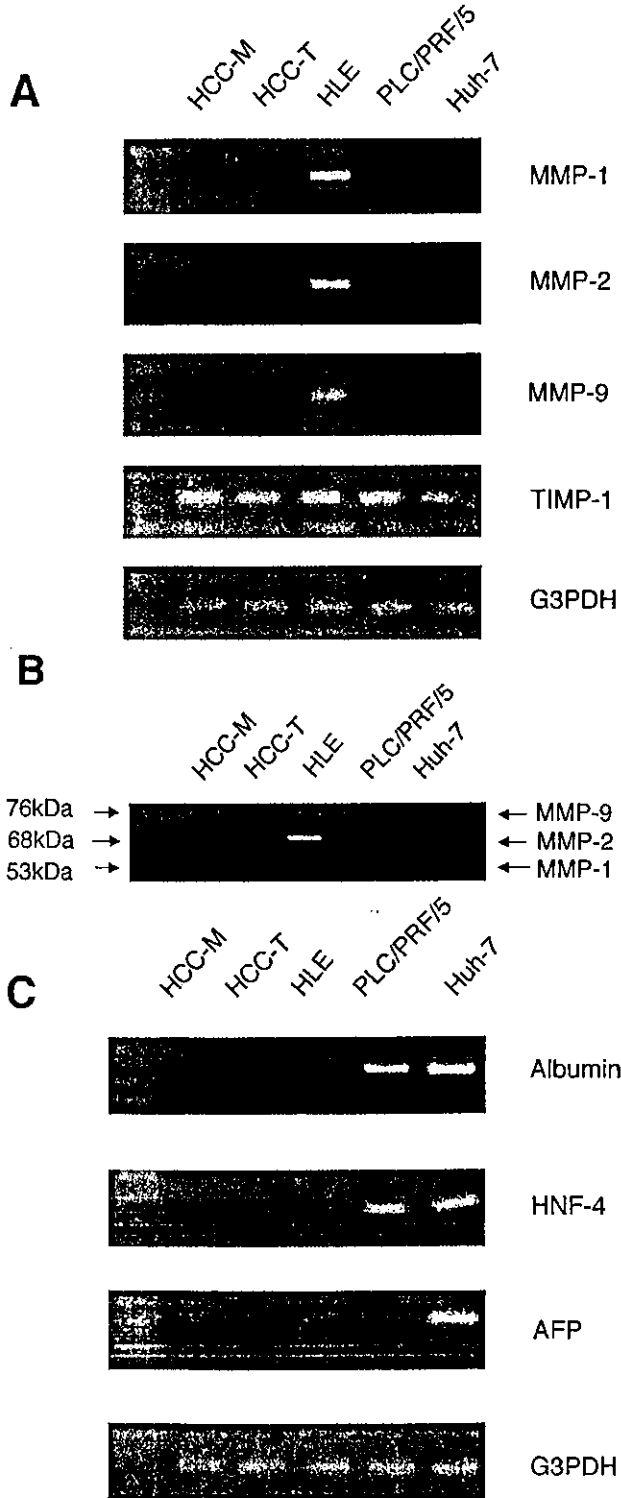 A
HCC-M HCC-T HLE PLC/PRF/5 Huh-7
MMP-1
MMP-2
MMP-9
TIMP-1
G3PDH
B
HCC-M HCC-T HLE PLC/PRF/5 Huh-7
76kDa → ← MMP-9
68kDa → ← MMP-2
53kDa → ← MMP-1
C
HCC-M HCC-T HLE PLC/PRF/5 Huh-7
Albumin
HNF-4
AFP
G3PDH